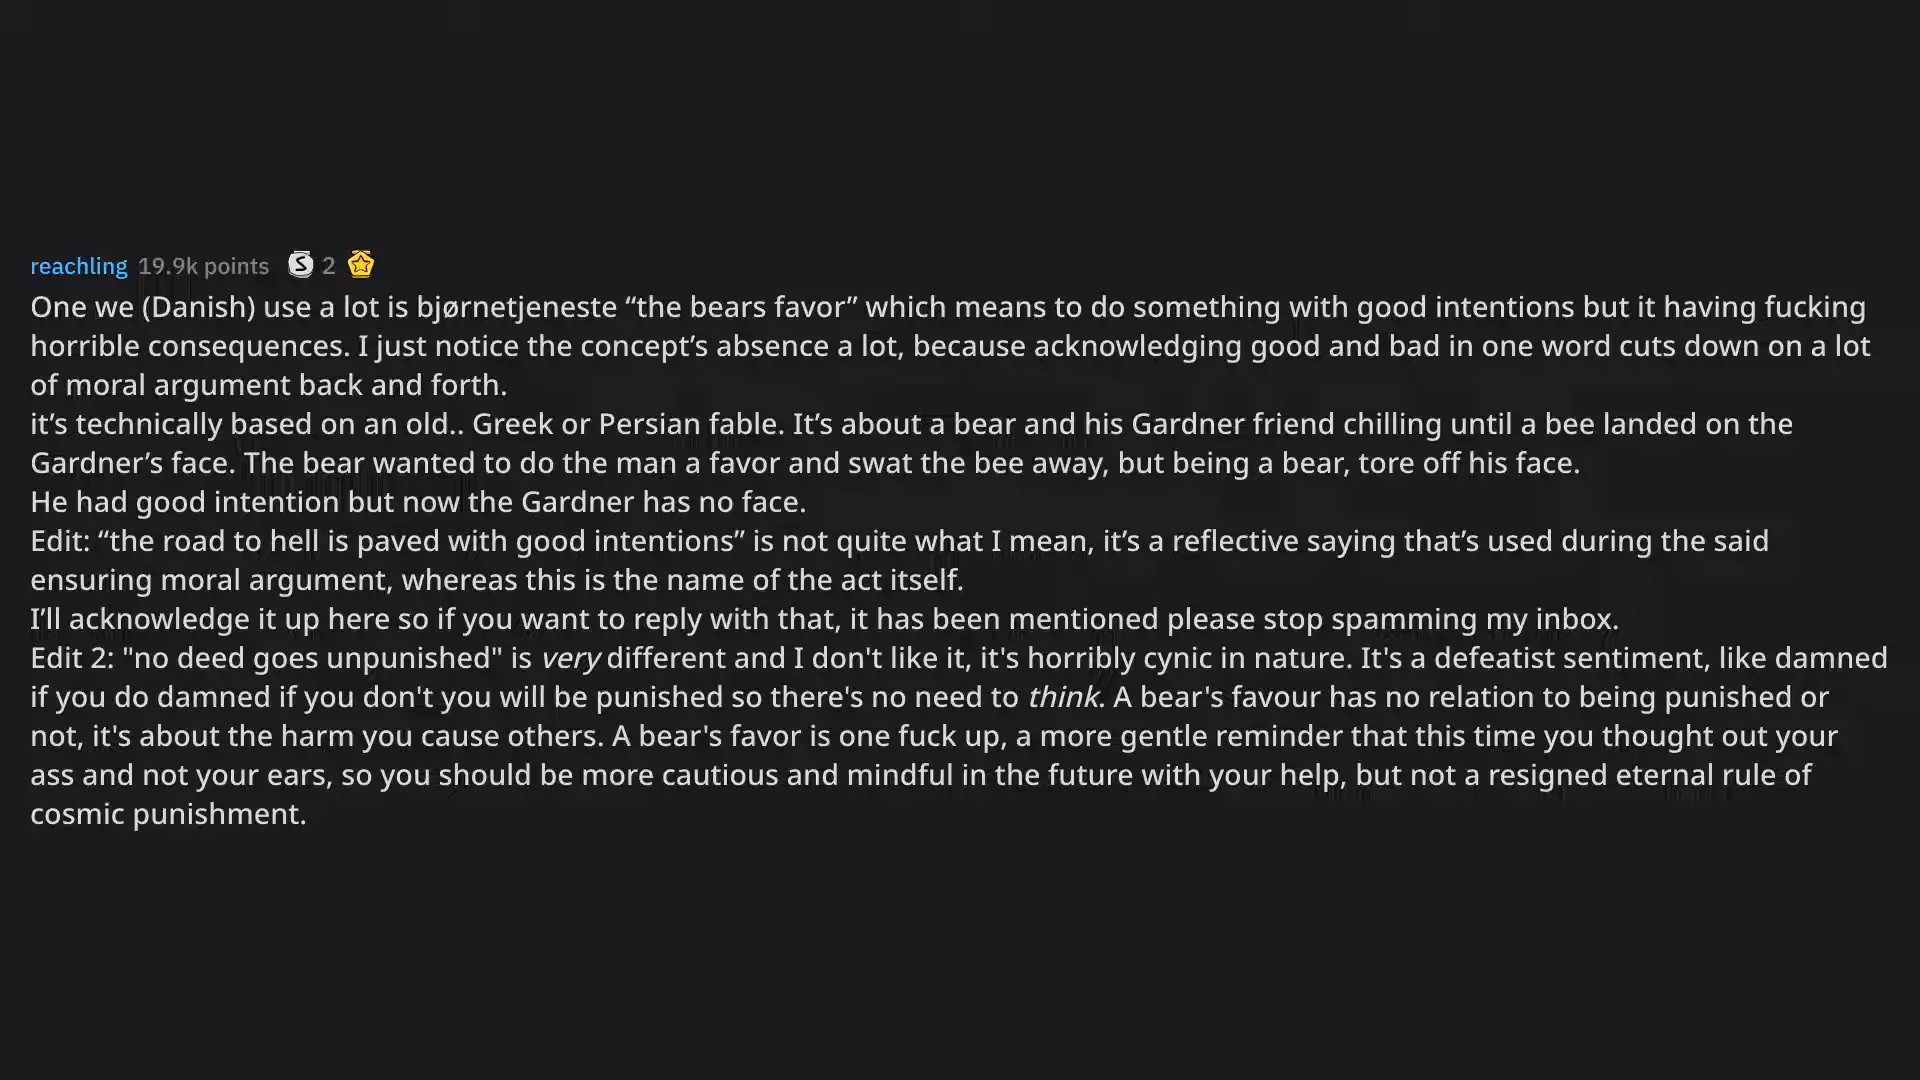 reachling 19.9k points S 2
One we (Danish) use a lot is bjørnetjeneste “the bears favor” which means to do something with good intentions but it having fucking
horrible consequences. I just notice the concept’s absence a lot, because acknowledging good and bad in one word cuts down on a lot
of moral argument back and forth.
it’s technically based on an old.. Greek or Persian fable. It’s about a bear and his Gardner friend chilling until a bee landed on the
Gardner’s face. The bear wanted to do the man a favor and swat the bee away, but being a bear, tore off his face.
He had good intention but now the Gardner has no face.
Edit: “the road to hell is paved with good intentions” is not quite what I mean, it’s a reflective saying that’s used during the said
ensuring moral argument, whereas this is the name of the act itself.
I’ll acknowledge it up here so if you want to reply with that, it has been mentioned please stop spamming my inbox.
Edit 2: "no deed goes unpunished" is very different and I don't like it, it's horribly cynic in nature. It's a defeatist sentiment, like damned
if you do damned if you don't you will be punished so there's no need to think. A bear's favour has no relation to being punished or
not, it's about the harm you cause others. A bear's favor is one fuck up, a more gentle reminder that this time you thought out your
ass and not your ears, so you should be more cautious and mindful in the future with your help, but not a resigned eternal rule of
cosmic punishment.